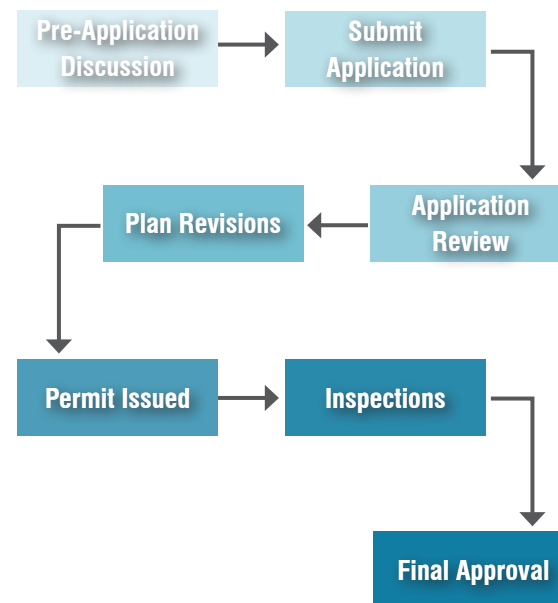 Pre-Application
Discussion
Submit
Application
Application
Review
Plan Revisions
Permit Issued
Inspections
Final Approval